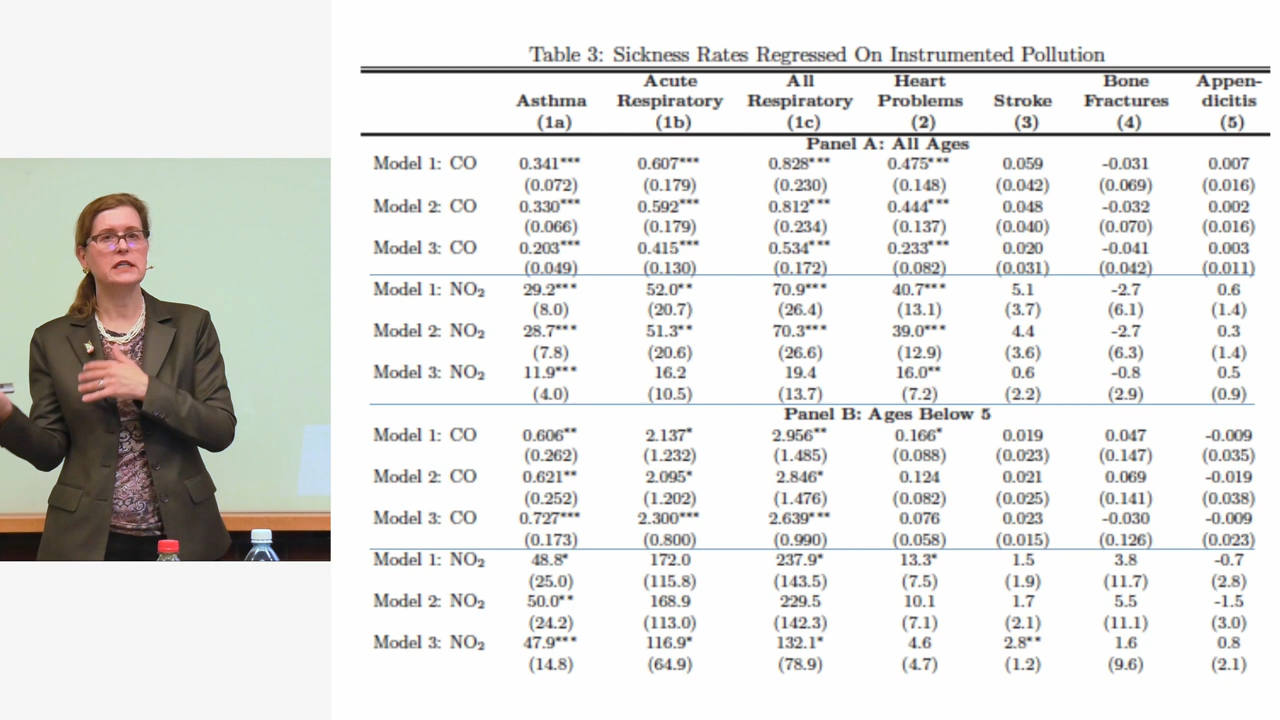 Table 3: Sickness Rates Regressed On Instrumented Pollution
Acute All Heart Bone Appen-
Asthma Respiratory Respiratory Problems Stroke Fractures dicitis
(1a) (1b) (1c) (2) (3) (4) (5)
Panel A: All Ages
Model 1: CO 0.341*** 0.607*** 0.828*** 0.475*** 0.059 -0.031 0.007
(0.072) (0.179) (0.230) (0.148) (0.042) (0.069) (0.016)
Model 2: CO 0.330*** 0.592*** 0.812*** 0.444*** 0.048 -0.032 0.002
(0.066) (0.179) (0.234) (0.137) (0.040) (0.070) (0.016)
Model 3: CO 0.203*** 0.415*** 0.534*** 0.233*** 0.020 -0.041 0.003
(0.049) (0.130) (0.172) (0.082) (0.031) (0.042) (0.011)
Model 1: NO₂ 29.2*** 52.0** 70.9*** 40.7*** 5.1 -2.7 0.6
(8.0) (20.7) (26.4) (13.1) (3.7) (6.1) (1.4)
Model 2: NO₂ 28.7*** 51.3** 70.3*** 39.0*** 4.4 -2.7 0.3
(7.8) (20.6) (26.6) (12.9) (3.6) (6.3) (1.4)
Model 3: NO₂ 11.9*** 16.2 19.4 16.0** 0.6 -0.8 0.5
(4.0) (10.5) (13.7) (7.2) (2.2) (2.9) (0.9)
Panel B: Ages Below 5
Model 1: CO 0.606** 2.137* 2.956** 0.166* 0.019 0.047 -0.009
(0.262) (1.232) (1.485) (0.088) (0.023) (0.147) (0.035)
Model 2: CO 0.621** 2.095* 2.846* 0.124 0.021 0.069 -0.019
(0.252) (1.202) (1.476) (0.082) (0.025) (0.141) (0.038)
Model 3: CO 0.727*** 2.300*** 2.639*** 0.076 0.023 -0.030 -0.009
(0.173) (0.800) (0.990) (0.058) (0.015) (0.126) (0.023)
Model 1: NO₂ 48.8* 172.0 237.9* 13.3* 1.5 3.8 -0.7
(25.0) (115.8) (143.5) (7.5) (1.9) (11.7) (2.8)
Model 2: NO₂ 50.0** 168.9 229.5 10.1 1.7 5.5 -1.5
(24.2) (113.0) (142.3) (7.1) (2.1) (11.1) (3.0)
Model 3: NO₂ 47.9*** 116.9* 132.1* 4.6 2.8** 1.6 0.8
(14.8) (64.9) (78.9) (4.7) (1.2) (9.6) (2.1)